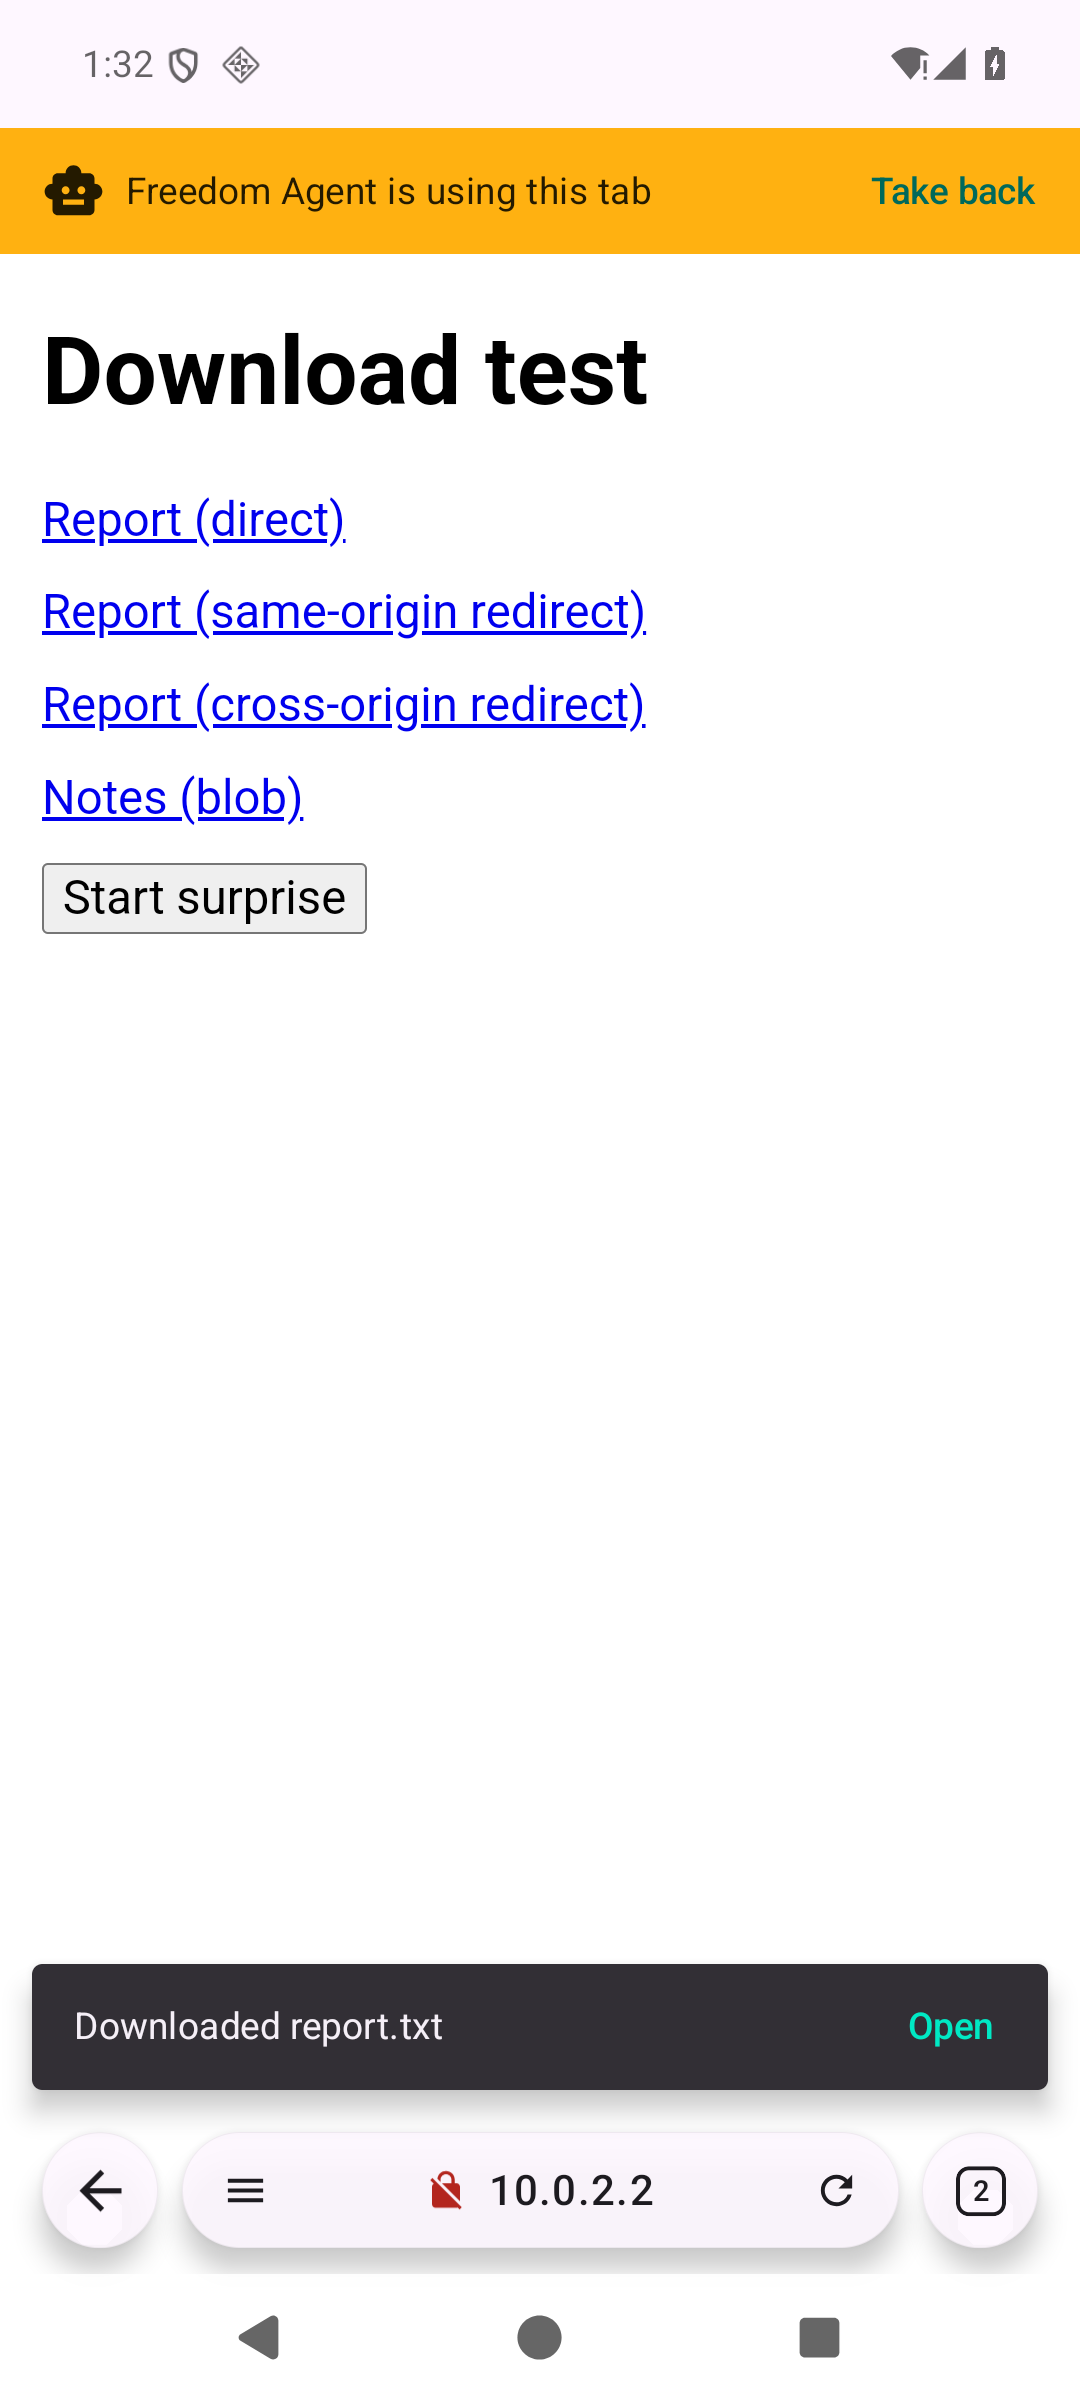 1:32
Freedom Agent is using this tab
Take back
Download test
Report (direct)
Report (same-origin redirect)
Report (cross-origin redirect)
Notes (blob)
Start surprise
Downloaded report.txt
Open
10.0.2.2
2